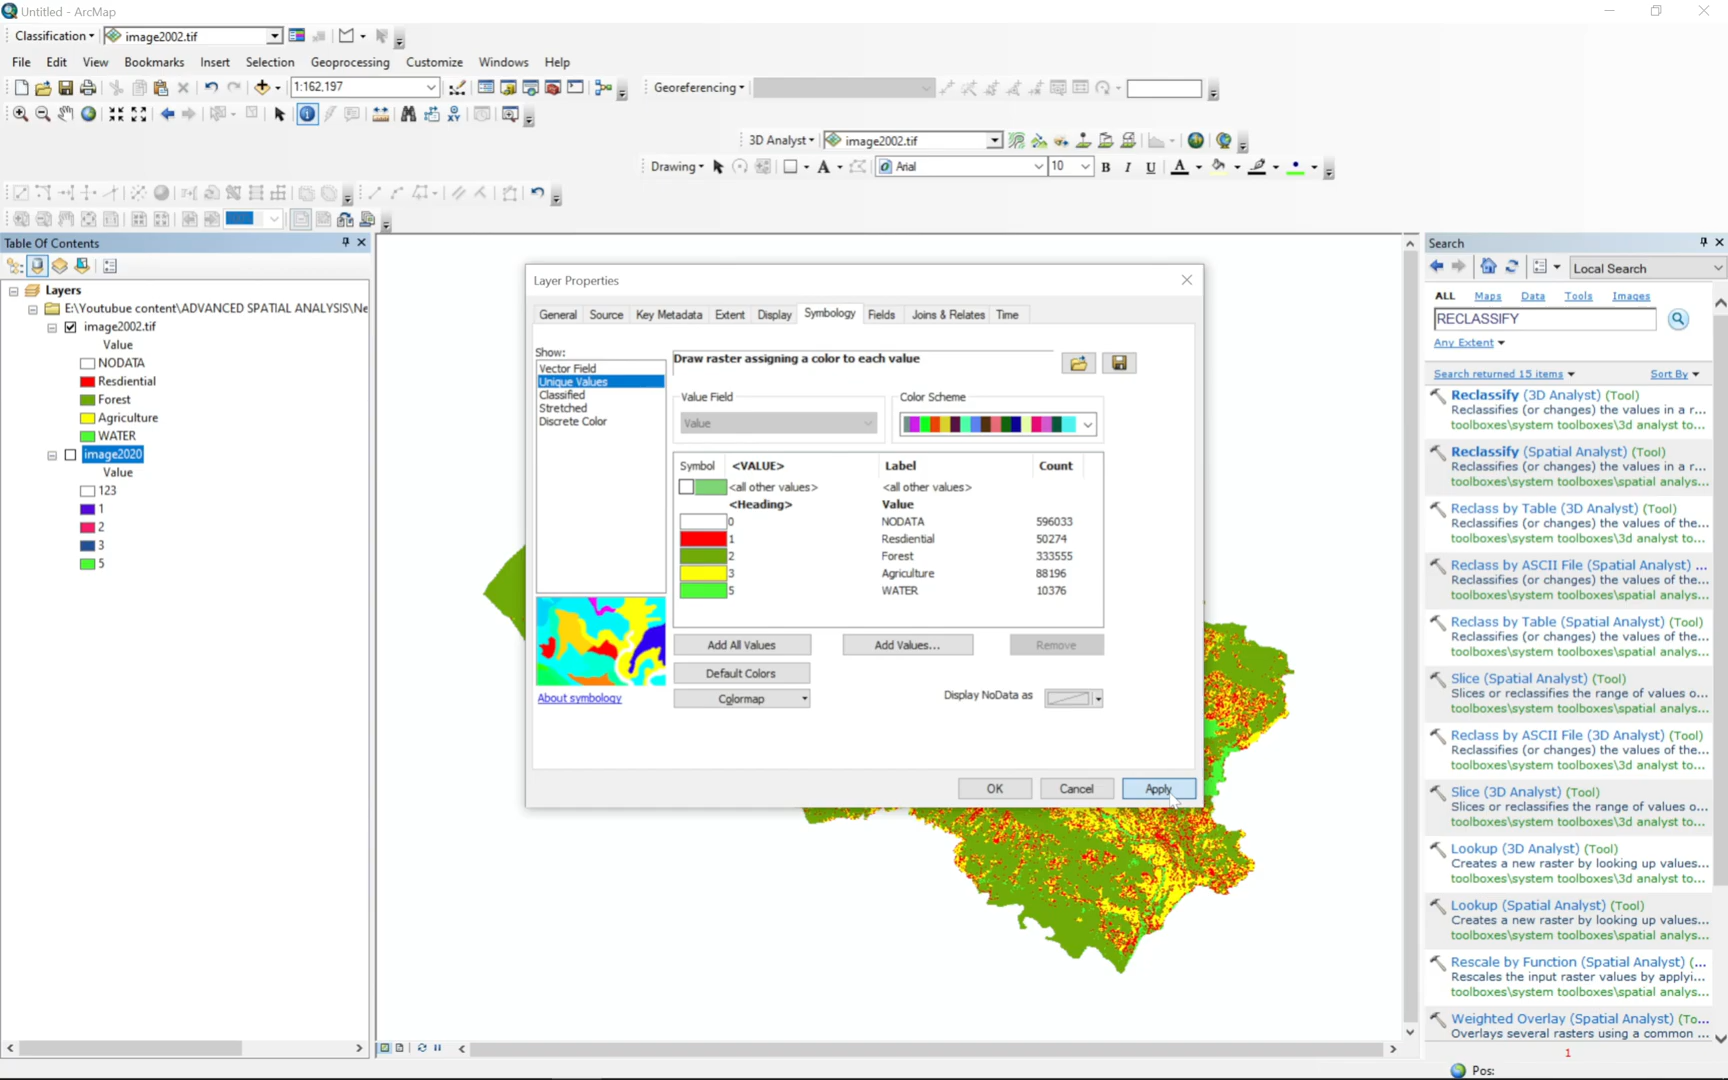 Untitled - ArcMap
Classification image2002.tif
File Edit View Bookmarks Insert Selection Geoprocessing Customize Windows Help
1:162,197
Georeferencing
3D Analyst image2002.tif
Drawing A Arial 10 B I U A
Table Of Contents
Layers
E:\Youtubue content\ADVANCED SPATIAL ANALYSIS\Ne
image2002.tif
Value
NODATA
Resdiential
Forest
Agriculture
WATER
image2020
Value
123
1
2
3
5
Layer Properties
General Source Key Metadata Extent Display Symbology Fields Joins & Relates Time
Show:
Vector Field
Unique Values
Classified
Stretched
Discrete Color
About symbology
Draw raster assigning a color to each value
Value Field
Value
Color Scheme
Symbol <VALUE> Label Count
<all other values> <all other values>
<Heading> Value
0 NODATA 596033
1 Resdiential 50274
2 Forest 333555
3 Agriculture 88196
5 WATER 10376
Add All Values Add Values... Remove
Default Colors
Colormap Display NoData as
OK Cancel Apply
Search
Local Search
ALL Maps Data Tools Images
RECLASSIFY
Any Extent
Search returned 15 items Sort By
Reclassify (3D Analyst) (Tool)
Reclassifies (or changes) the values in a r...
toolboxes\system toolboxes\3d analyst to...
Reclassify (Spatial Analyst) (Tool)
Reclassifies (or changes) the values in a r...
toolboxes\system toolboxes\spatial analys...
Reclass by Table (3D Analyst) (Tool)
Reclassifies (or changes) the values of the...
toolboxes\system toolboxes\3d analyst to...
Reclass by ASCII File (Spatial Analyst) ...
Reclassifies (or changes) the values of the...
toolboxes\system toolboxes\spatial analys...
Reclass by Table (Spatial Analyst) (Tool)
Reclassifies (or changes) the values of the...
toolboxes\system toolboxes\spatial analys...
Slice (Spatial Analyst) (Tool)
Slices or reclassifies the range of values o...
toolboxes\system toolboxes\spatial analys...
Reclass by ASCII File (3D Analyst) (Tool)
Reclassifies (or changes) the values of the...
toolboxes\system toolboxes\3d analyst to...
Slice (3D Analyst) (Tool)
Slices or reclassifies the range of values o...
toolboxes\system toolboxes\3d analyst to...
Lookup (3D Analyst) (Tool)
Creates a new raster by looking up values...
toolboxes\system toolboxes\3d analyst to...
Lookup (Spatial Analyst) (Tool)
Creates a new raster by looking up values...
toolboxes\system toolboxes\spatial analys...
Rescale by Function (Spatial Analyst) (...
Rescales the input raster values by applyi...
toolboxes\system toolboxes\spatial analys...
Weighted Overlay (Spatial Analyst) (To...
Overlays several rasters using a common ...
1
Pos: